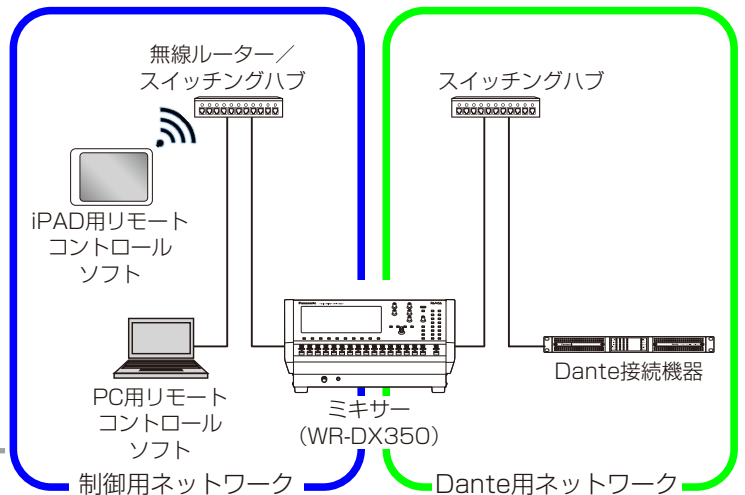 無線ルーター／
スイッチングハブ
スイッチングハブ
iPAD用リモート
コントロール
ソフト
PC用リモート
コントロール
ソフト
Panasonic
RAMSA
ミキサー
（WR-DX350）
Dante接続機器
制御用ネットワーク
Dante用ネットワーク